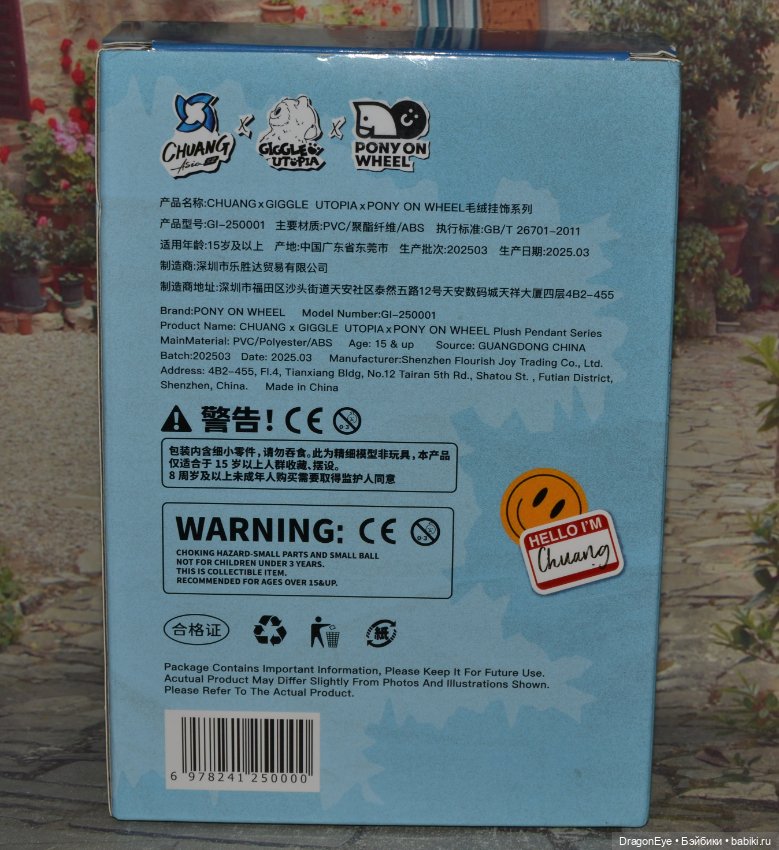 CHUANG
Asia
x
GIGGLE
UTOPIA
x
PONY ON
WHEEL
产品名称:CHUANG x GIGGLE UTOPIA x PONY ON WHEEL毛绒挂饰系列
产品型号:GI-250001 主要材质:PVC/聚酯纤维/ABS 执行标准:GB/T 26701-2011
适用年龄:15岁及以上 产地:中国广东省东莞市 生产批次:202503 生产日期:2025.03
制造商:深圳市乐胜达贸易有限公司
制造商地址:深圳市福田区沙头街道天安社区泰然五路12号天安数码城天祥大厦四层4B2-455
Brand:PONY ON WHEEL Model Number:GI-250001
Product Name: CHUANG x GIGGLE UTOPIA x PONY ON WHEEL Plush Pendant Series
MainMaterial: PVC/Polyester/ABS Age: 15 & up Source: GUANGDONG CHINA
Batch:202503 Date: 2025.03 Manufacturer:Shenzhen Flourish Joy Trading Co., Ltd.
Address: 4B2-455, Fl.4, Tianxiang Bldg, No.12 Tairan 5th Rd., Shatou St. , Futian District,
Shenzhen, China. Made in China
警告! CE 0-3
包装内含细小零件,请勿吞食。此为精细模型非玩具,本产品
仅适合于 15 岁以上人群收藏、摆设。
8 周岁及以上未成年人购买需要取得监护人同意
WARNING: CE 0-3
CHOKING HAZARD-SMALL PARTS AND SMALL BALL
NOT FOR CHILDREN UNDER 3 YEARS.
THIS IS COLLECTIBLE ITEM.
RECOMMENDED FOR AGES OVER 15&UP.
HELLO I'M
Chuang
合格证
紙
Package Contains Important Information, Please Keep It For Future Use.
Acutual Product May Differ Slightly From Photos And Illustrations Shown.
Please Refer To The Actual Product.
6 978241 250000
DragonEye • Бэйбики • babiki.ru